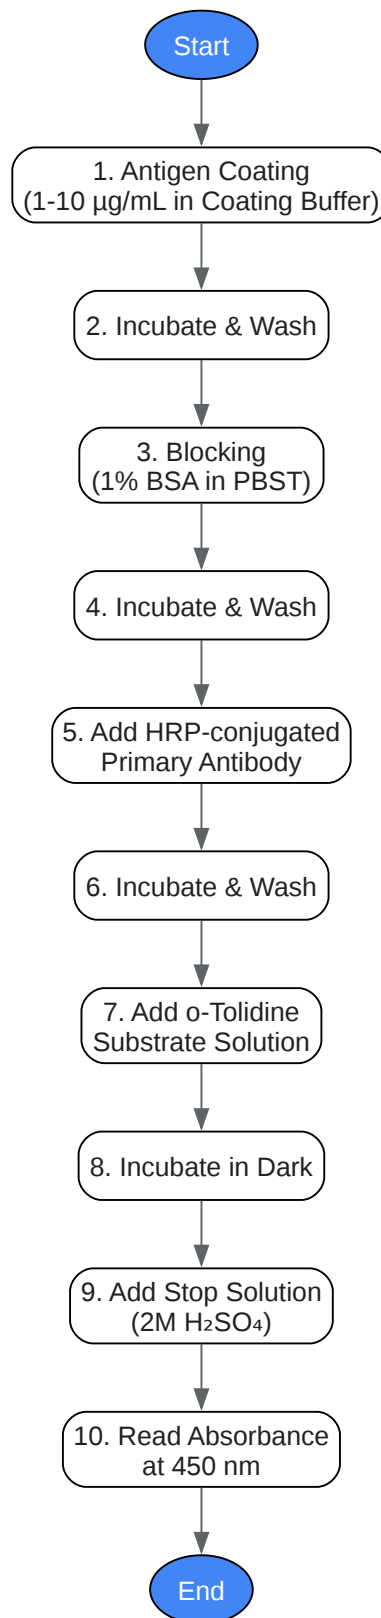 Start
1. Antigen Coating
(1-10 µg/mL in Coating Buffer)
2. Incubate & Wash
3. Blocking
(1% BSA in PBST)
4. Incubate & Wash
5. Add HRP-conjugated
Primary Antibody
6. Incubate & Wash
7. Add o-Tolidine
Substrate Solution
8. Incubate in Dark
9. Add Stop Solution
(2M H₂SO₄)
10. Read Absorbance
at 450 nm
End